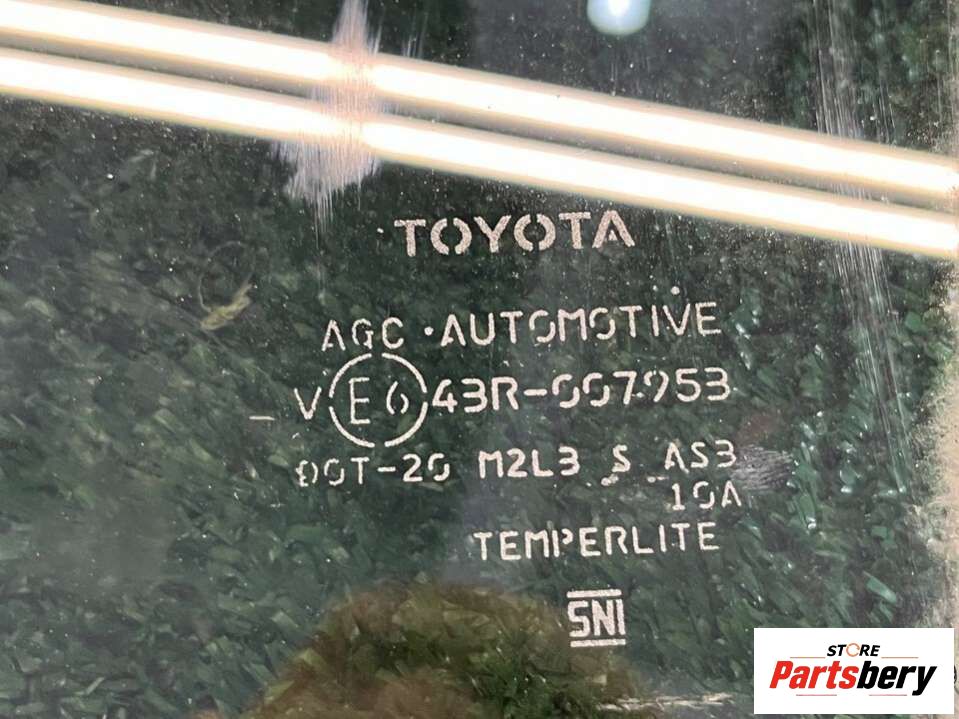 TOYOTA
AGC · AUTOMOTIVE
V E6 43R-007953
DOT-20 M2L3 S AS3
10A
TEMPERLITE
SNI
STORE
Partsbery